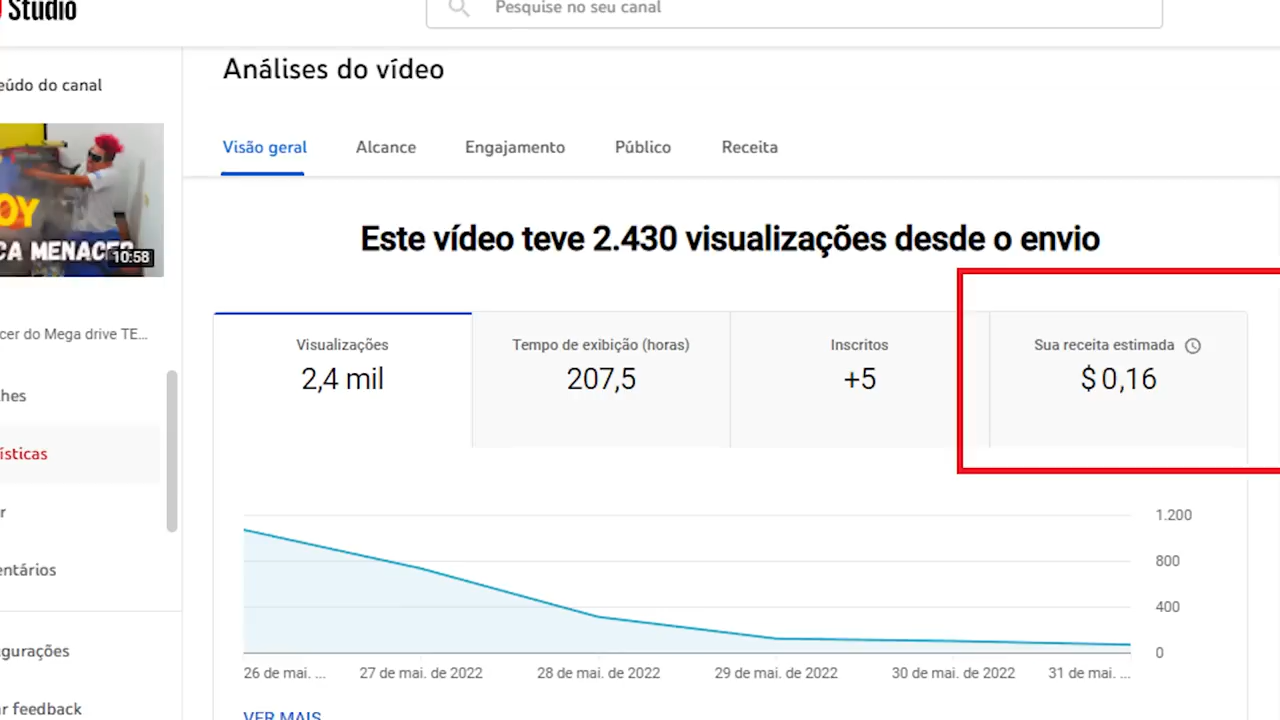 Studio
Pesquise no seu canal
eúdo do canal
Análises do vídeo
Visão geral
Alcance
Engajamento
Público
Receita
OY
CA MENACER
10:58
Este vídeo teve 2.430 visualizações desde o envio
cer do Mega drive TE...
Visualizações
2,4 mil
Tempo de exibição (horas)
207,5
Inscritos
+5
Sua receita estimada
$ 0,16
hes
ísticas
r
entários
gurações
r feedback
1.200
800
400
0
26 de mai. ...
27 de mai. de 2022
28 de mai. de 2022
29 de mai. de 2022
30 de mai. de 2022
31 de mai. ...
VER MAIS